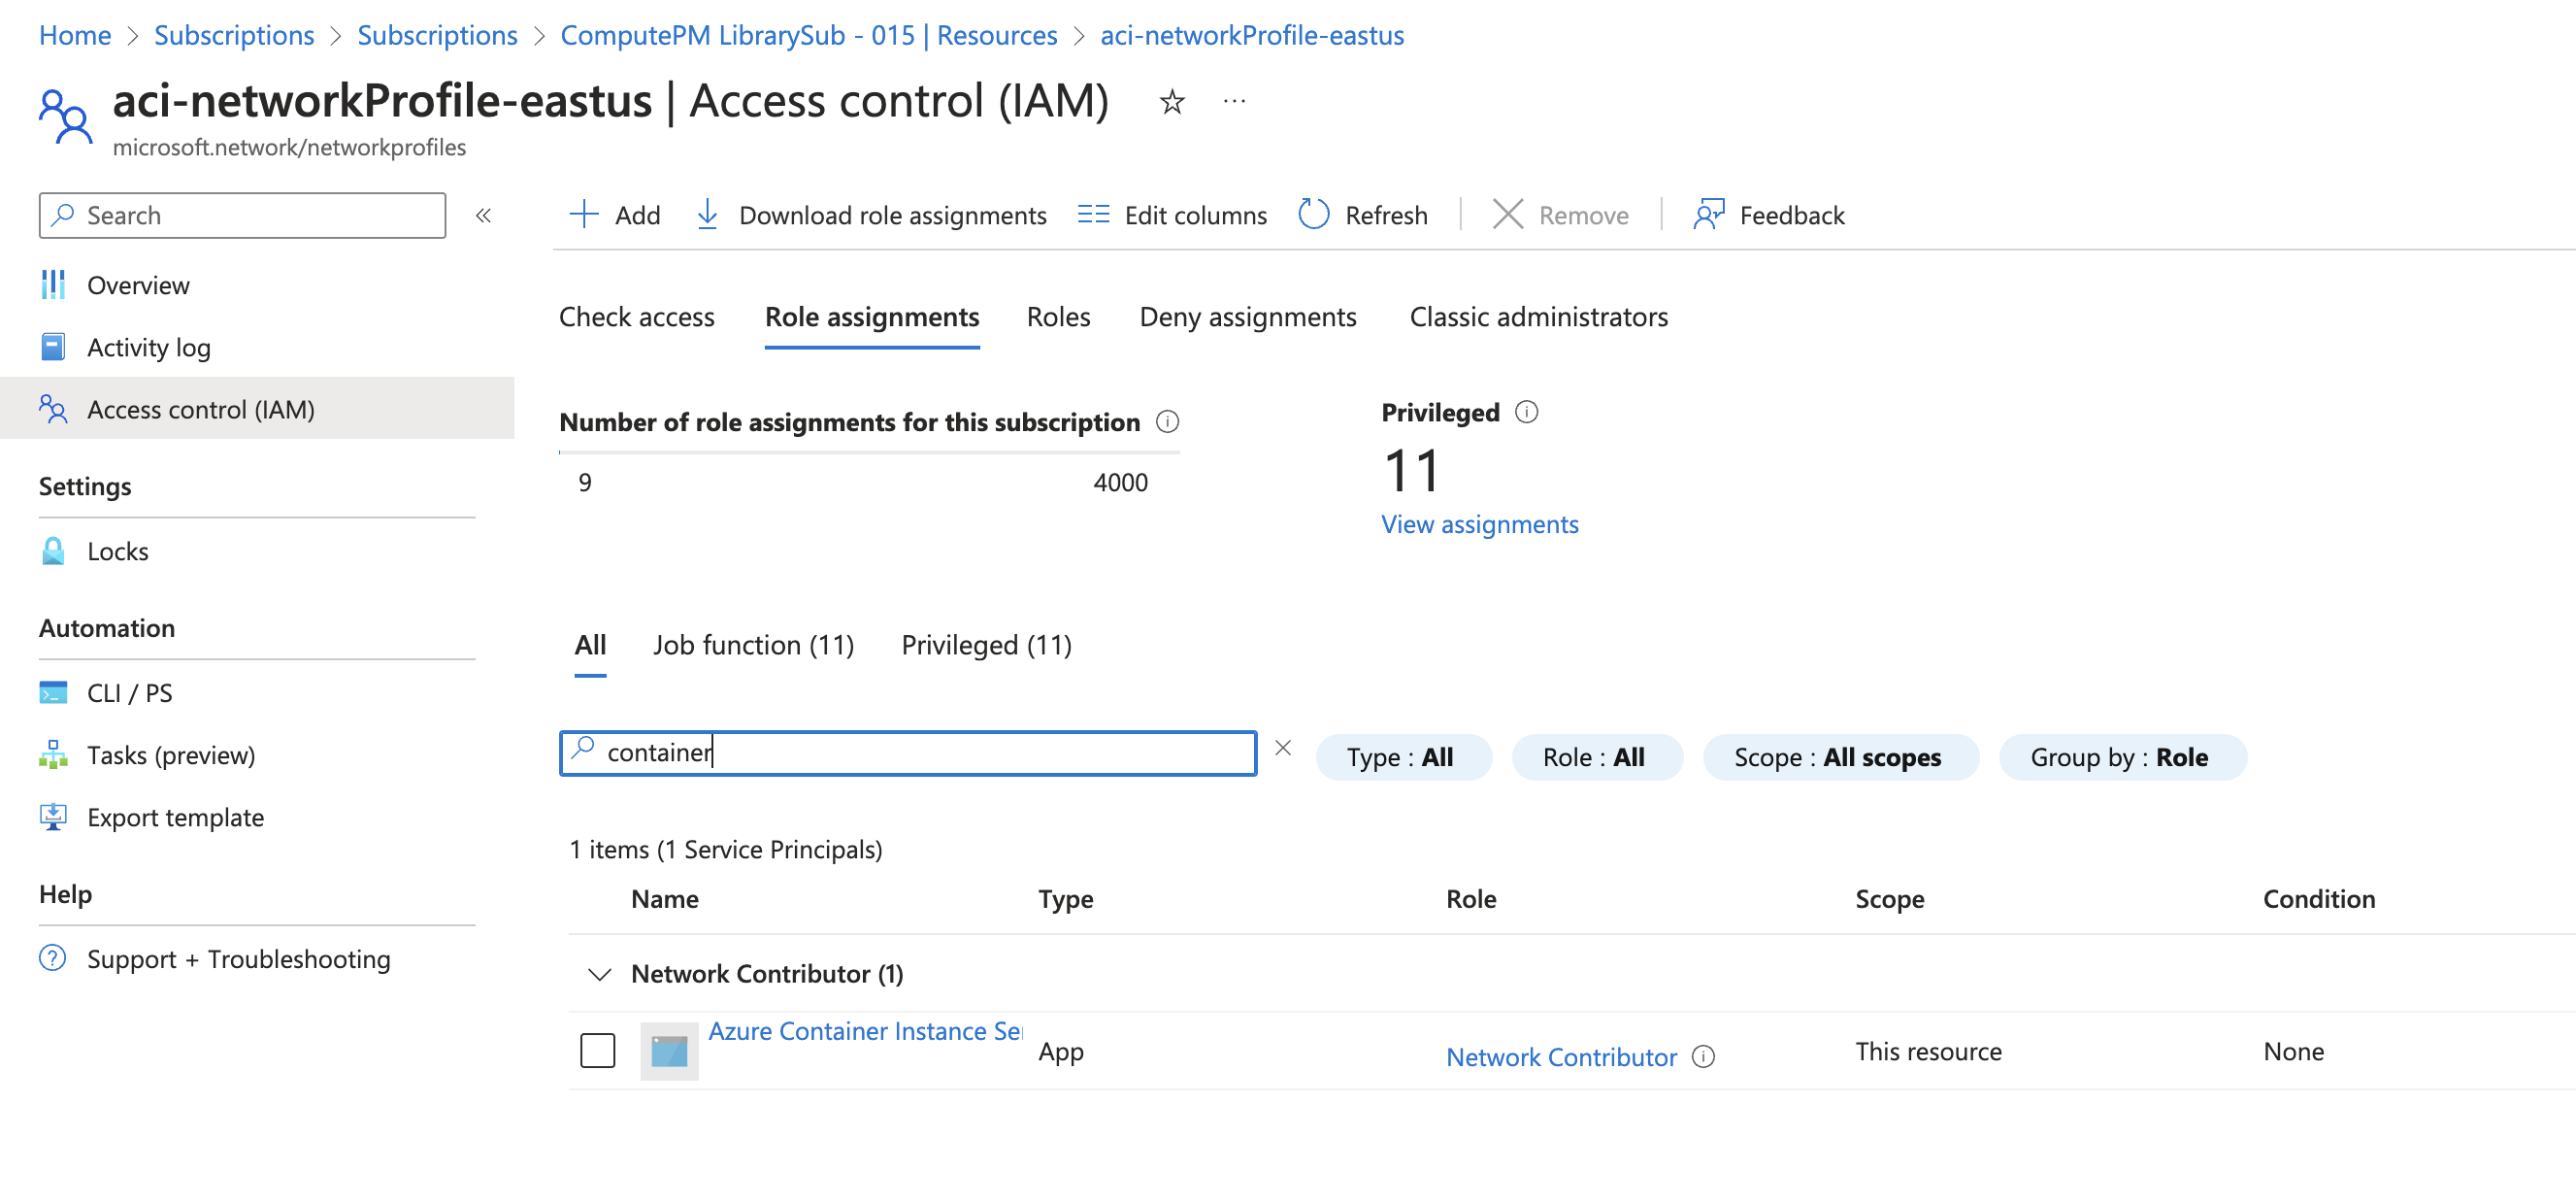 Home > Subscriptions > Subscriptions > ComputePM LibrarySub - 015 | Resources > aci-networkProfile-eastus
aci-networkProfile-eastus | Access control (IAM) ☆ ...
microsoft.network/networkprofiles
Search «
Add Download role assignments Edit columns Refresh Remove Feedback
Overview
Activity log
Access control (IAM)
Settings
Locks
Automation
CLI / PS
Tasks (preview)
Export template
Help
Support + Troubleshooting
Check access Role assignments Roles Deny assignments Classic administrators
Number of role assignments for this subscription
9 4000
Privileged
11
View assignments
All Job function (11) Privileged (11)
container
Type : All Role : All Scope : All scopes Group by : Role
1 items (1 Service Principals)
Name Type Role Scope Condition
Network Contributor (1)
Azure Container Instance Ser App Network Contributor This resource None